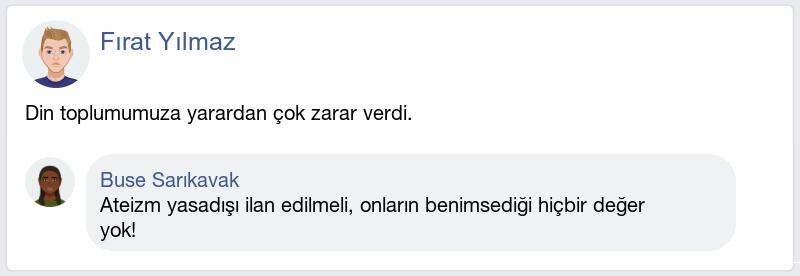 Fırat Yılmaz
Din toplumumuza yarardan çok zarar verdi.
Buse Sarıkavak
Ateizm yasadışı ilan edilmeli, onların benimsediği hiçbir değer
yok!